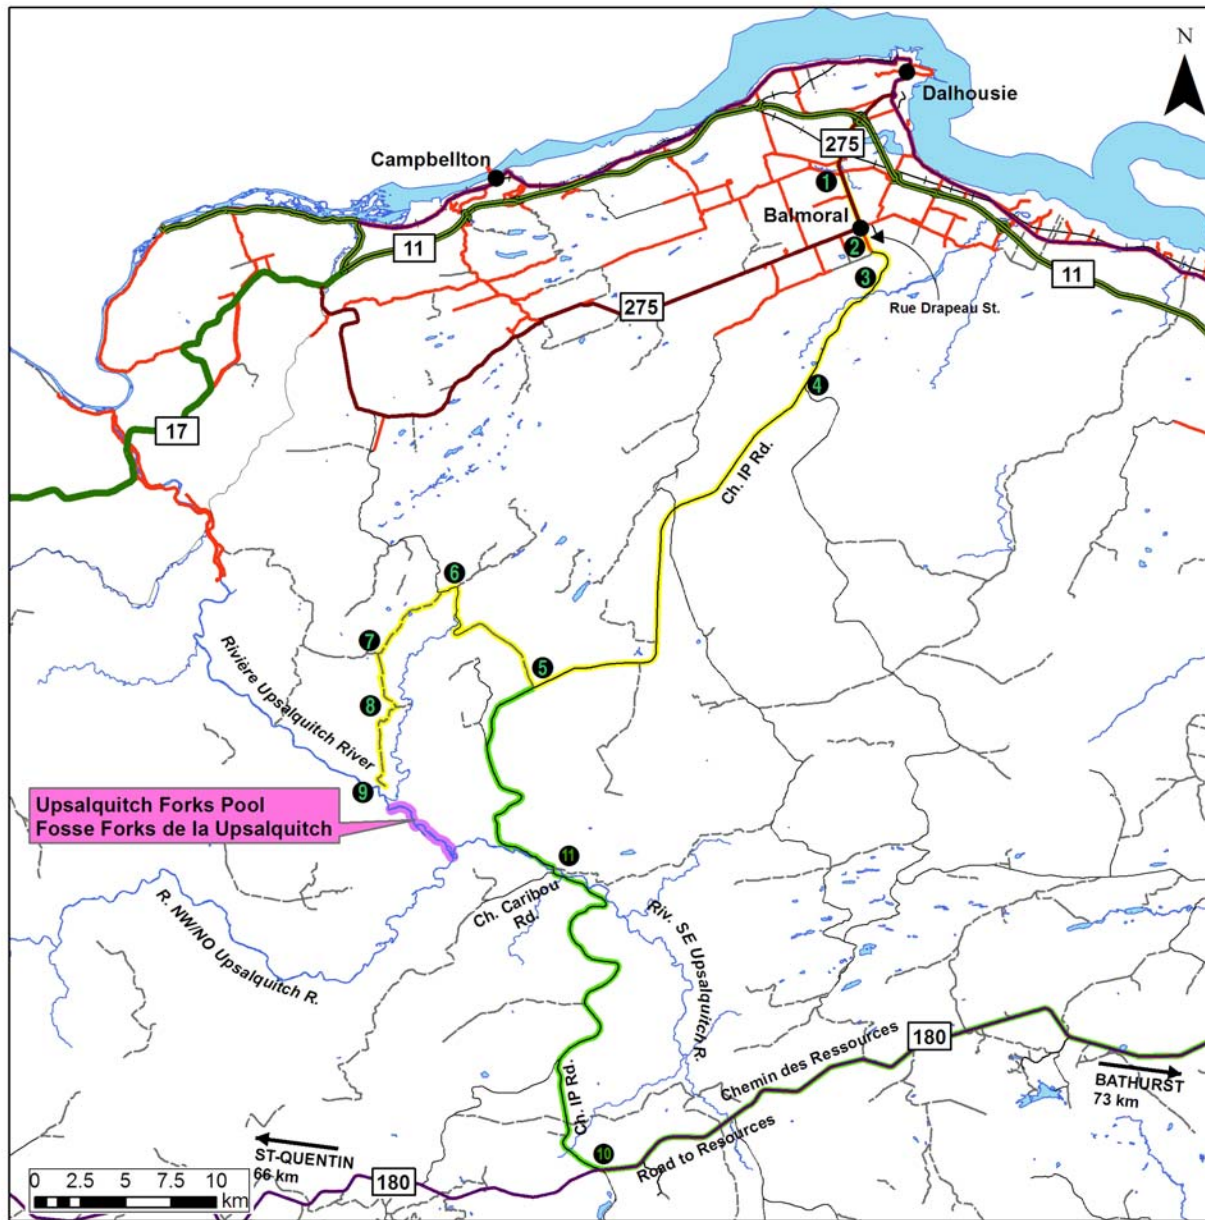 N
Dalhousie
275
Campbellton
1
Balmoral
11
2
3
11
275
Rue Drapeau St.
4
17
Ch. IP Rd.
6
7
5
8
Rivière Upsalquitch River
9
Upsalquitch Forks Pool
Fosse Forks de la Upsalquitch
11
Ch. Caribou
Rd.
R. NW/NO Upsalquitch R.
Riv. SE Upsalquitch R.
180
Chemin des Ressources
BATHURST
73 km
Ch. IP Rd.
Road to Resources
10
ST-QUENTIN
66 km
180
0 2.5 5 7.5 10
km